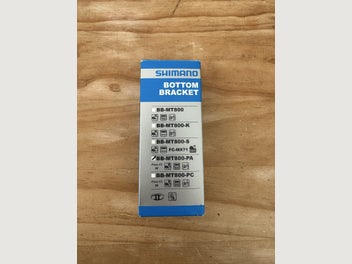 SHIMANO
BOTTOM
BRACKET
BB-MT800
BB-MT800-K
BB-MT800-S
FC-MX71
BB-MT800-PA
BB-MT800-PC